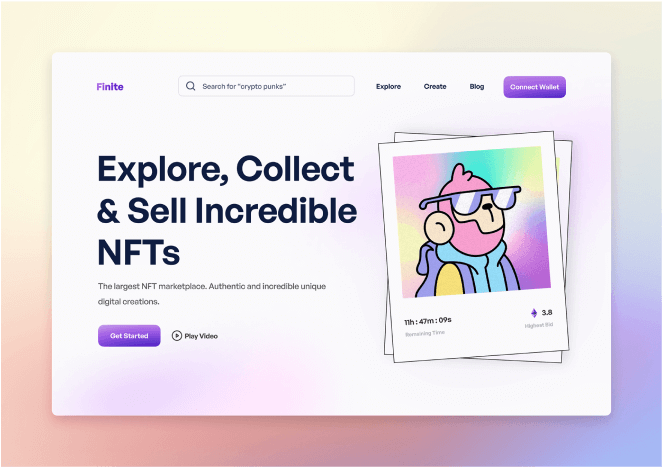 Finite
Search for "crypto punks"
Explore
Create
Blog
Connect Wallet
Explore, Collect
& Sell Incredible
NFTs
The largest NFT marketplace. Authentic and incredible unique
digital creations.
Get Started
Play Video
11h : 47m : 09s
Remaining Time
3.8
Highest Bid